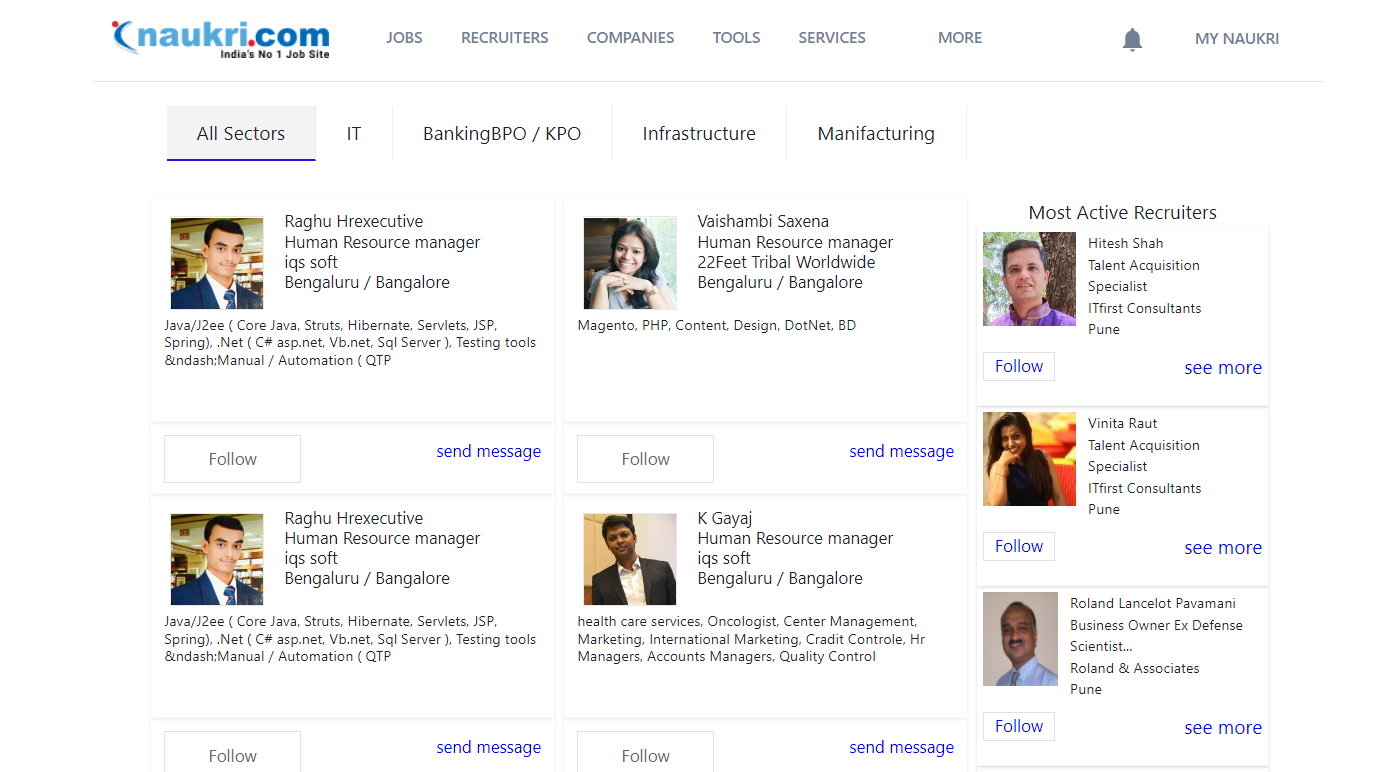 naukri.com
India's No 1 Job Site
JOBS
RECRUITERS
COMPANIES
TOOLS
SERVICES
MORE
MY NAUKRI
All Sectors
IT
BankingBPO / KPO
Infrastructure
Manifacturing
Raghu Hrexecutive
Human Resource manager
iqs soft
Bengaluru / Bangalore
Java/J2ee ( Core Java, Struts, Hibernate, Servlets, JSP,
Spring), .Net ( C# asp.net, Vb.net, Sql Server ), Testing tools
&ndash;Manual / Automation ( QTP
Follow
send message
Vaishambi Saxena
Human Resource manager
22Feet Tribal Worldwide
Bengaluru / Bangalore
Magento, PHP, Content, Design, DotNet, BD
Follow
send message
Raghu Hrexecutive
Human Resource manager
iqs soft
Bengaluru / Bangalore
Java/J2ee ( Core Java, Struts, Hibernate, Servlets, JSP,
Spring), .Net ( C# asp.net, Vb.net, Sql Server ), Testing tools
&ndash;Manual / Automation ( QTP
Follow
send message
K Gayaj
Human Resource manager
iqs soft
Bengaluru / Bangalore
health care services, Oncologist, Center Management,
Marketing, International Marketing, Cradit Controle, Hr
Managers, Accounts Managers, Quality Control
Follow
send message
Most Active Recruiters
Hitesh Shah
Talent Acquisition
Specialist
ITfirst Consultants
Pune
Follow
see more
Vinita Raut
Talent Acquisition
Specialist
ITfirst Consultants
Pune
Follow
see more
Roland Lancelot Pavamani
Business Owner Ex Defense
Scientist...
Roland & Associates
Pune
Follow
see more